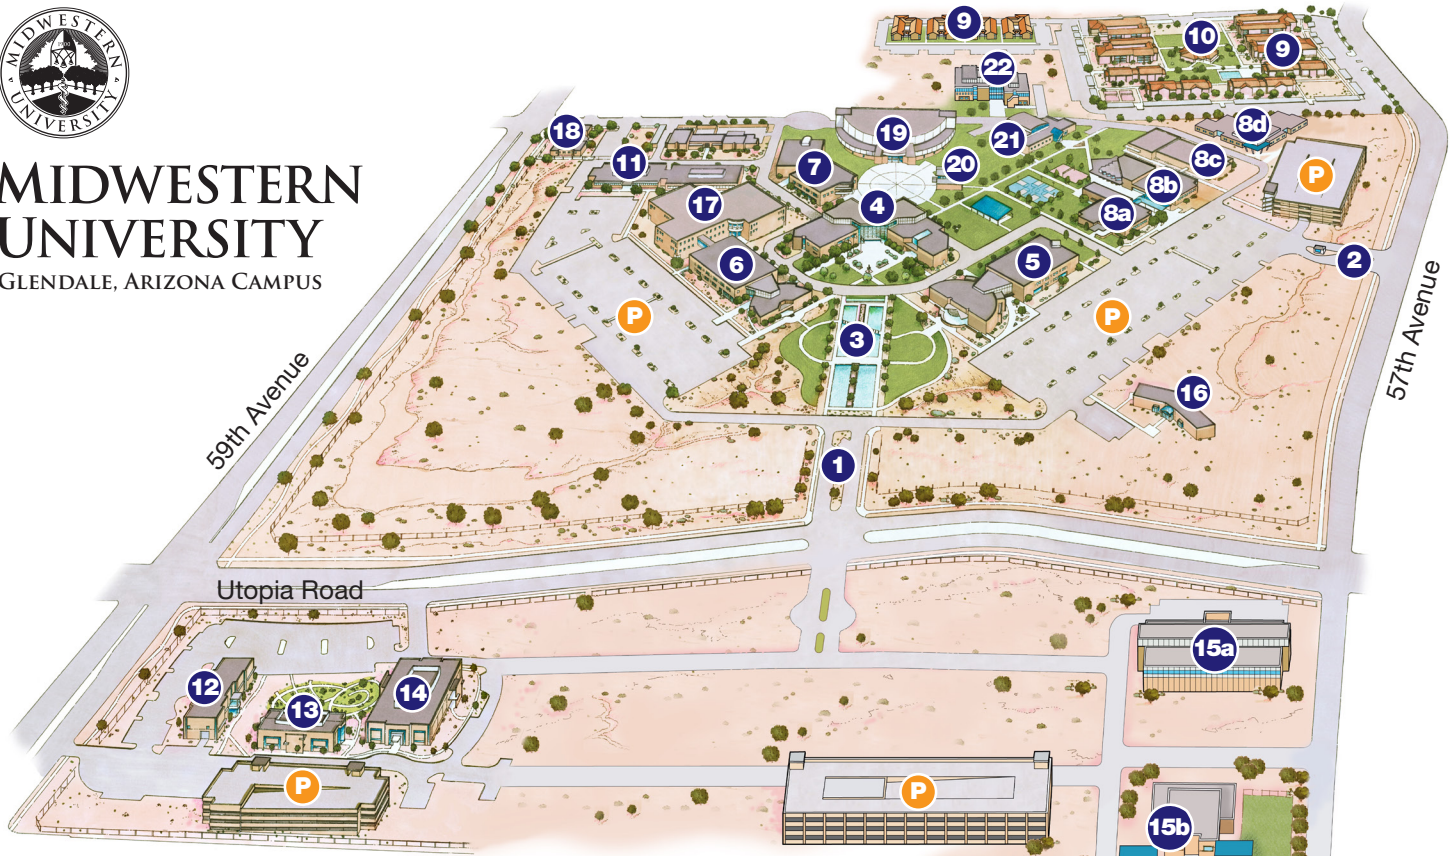 MIDWESTERN
UNIVERSITY
MIDWESTERN
UNIVERSITY
GLENDALE, ARIZONA CAMPUS
9
10
9
22
18
19
8d
11
21
7
20
8c
P
17
4
8b
8a
6
5
2
P
3
P
57th Avenue
59th Avenue
16
1
Utopia Road
15a
12
14
13
P
P
15b